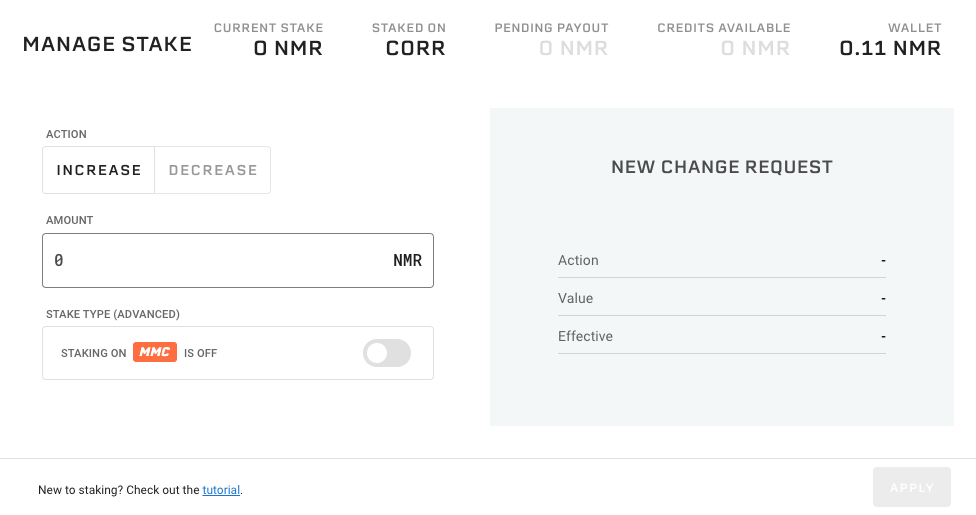 MANAGE STAKE
CURRENT STAKE
0 NMR
STAKED ON
CORR
PENDING PAYOUT
0 NMR
CREDITS AVAILABLE
0 NMR
WALLET
0.11 NMR
ACTION
INCREASE DECREASE
AMOUNT
0 NMR
STAKE TYPE (ADVANCED)
STAKING ON MMC IS OFF
NEW CHANGE REQUEST
Action -
Value -
Effective -
New to staking? Check out the tutorial.
APPLY